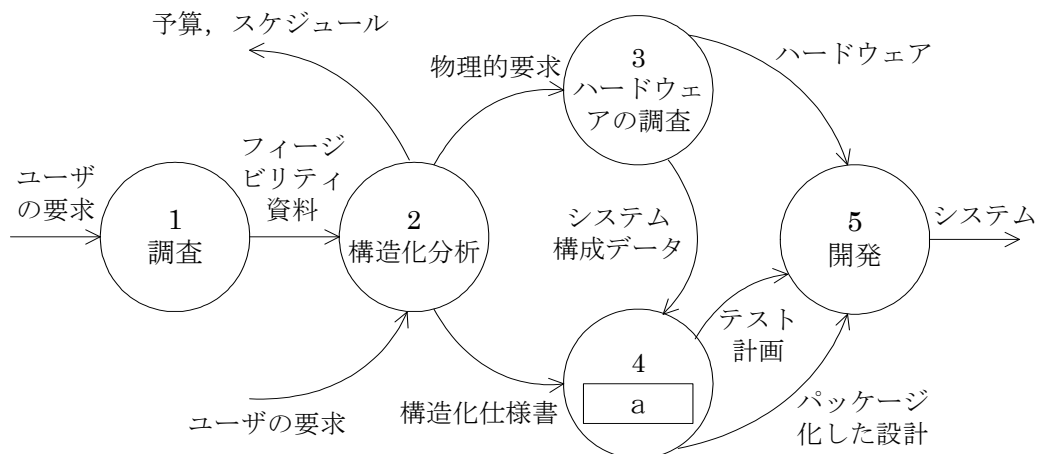 予算，スケジュール
物理的要求
3
ハードウェ
アの調査
ハードウェア
ユーザ
の要求
フィージ
ビリティ
資料
1
調査
2
構造化分析
システム
構成データ
5
開発
システム
テスト
計画
4
a
ユーザの要求
構造化仕様書
パッケージ
化した設計